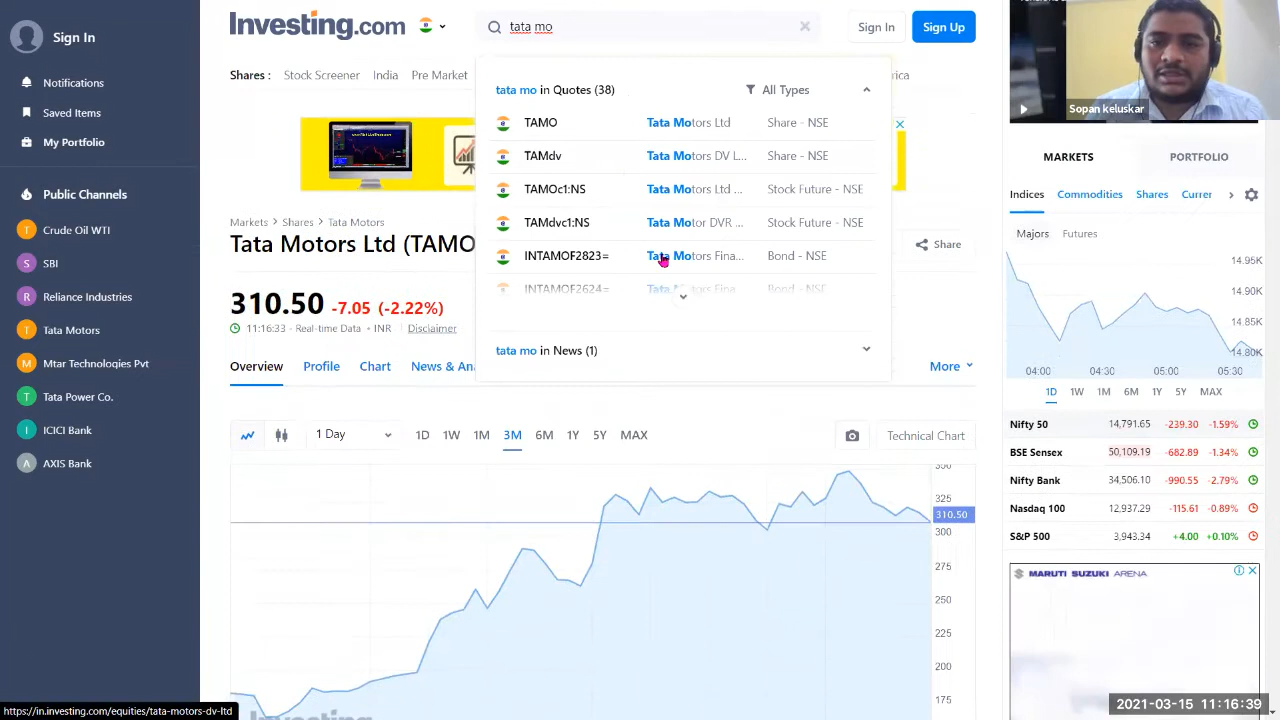 Sign In
Notifications
Saved Items
My Portfolio
Public Channels
C Crude Oil WTI
S SBI
R Reliance Industries
T Tata Motors
M Mtar Technologies Pvt
T Tata Power Co.
I ICICI Bank
A AXIS Bank
https://in.investing.com/equities/tata-motors-dv-ltd
Investing.com
tata mo
Sign In
Sign Up
Shares : Stock Screener India Pre Market
tata mo in Quotes (38) All Types
TAMO Tata Motors Ltd Share - NSE
TAMdv Tata Motors DV L... Share - NSE
TAMOc1:NS Tata Motors Ltd ... Stock Future - NSE
TAMdvc1:NS Tata Motor DVR ... Stock Future - NSE
INTAMOF2823= Tata Motors Fina... Bond - NSE
INTAMOF2624= Tata Motors Fina... Bond - NSE
tata mo in News (1)
Markets › Shares › Tata Motors
Tata Motors Ltd (TAMO
Share
310.50 -7.05 (-2.22%)
11:16:33 - Real-time Data • INR Disclaimer
Overview Profile Chart News & An More
1 Day 1D 1W 1M 3M 6M 1Y 5Y MAX Technical Chart
350
325
310.50
300
275
250
225
200
175
Investing.com
Sopan keluskar
MARKETS PORTFOLIO
Indices Commodities Shares Curren
Majors Futures
14.95K
14.90K
14.85K
14.80K
04:00 04:30 05:00 05:30
1D 1W 1M 6M 1Y 5Y MAX
Nifty 50 14,791.65 -239.30 -1.59%
BSE Sensex 50,109.19 -682.89 -1.34%
Nifty Bank 34,506.10 -990.55 -2.79%
Nasdaq 100 12,937.29 -115.61 -0.89%
S&P 500 3,943.34 +4.00 +0.10%
MARUTI SUZUKI ARENA
2021-03-15 11:16:39